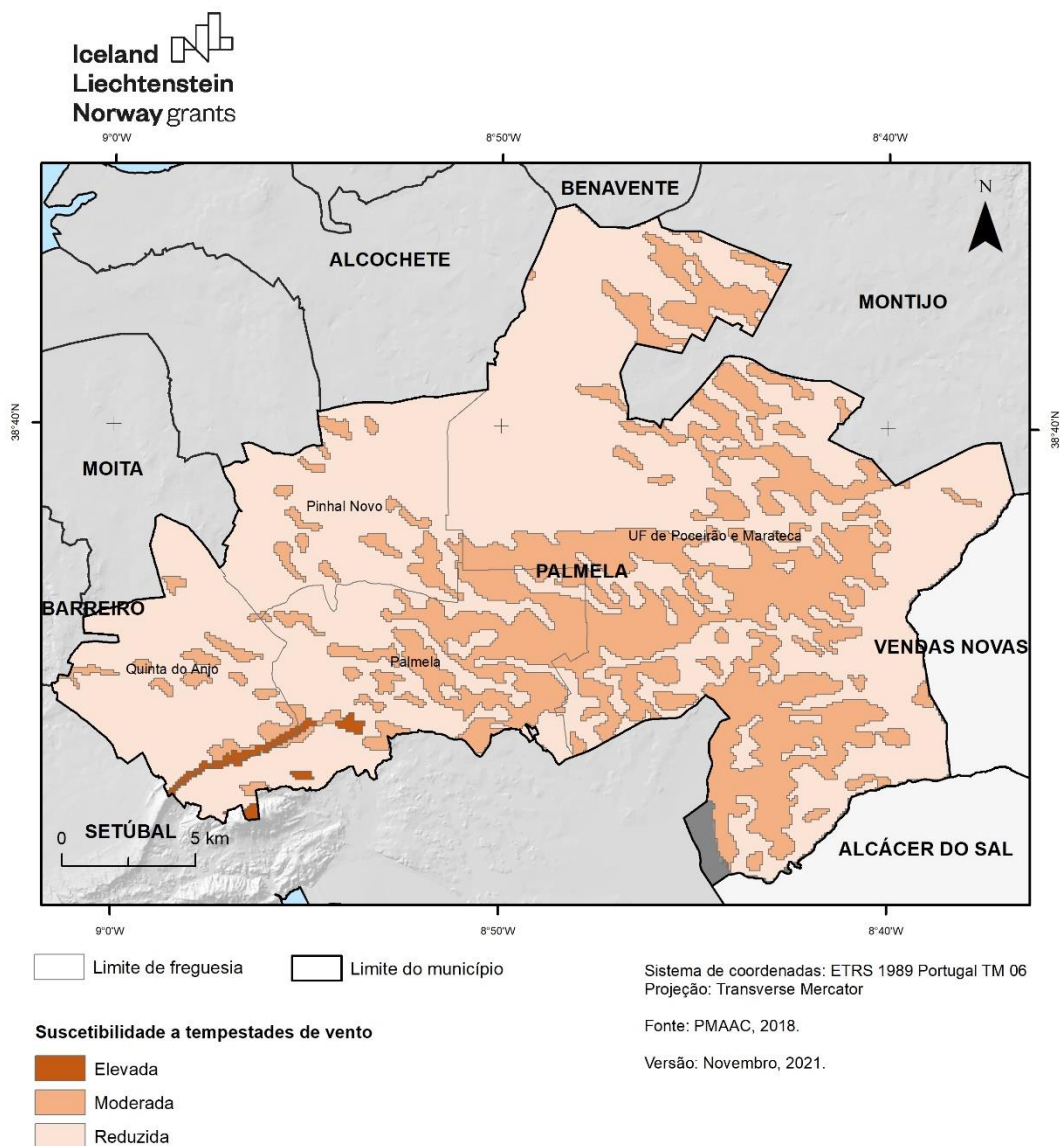 Iceland
Liechtenstein
Norway grants
9°0'W
8°50'W
8°40'W
BENAVENTE
N
ALCOCHETE
MONTIJO
38°40'N
38°40'N
MOITA
Pinhal Novo
UF de Poceirão e Marateca
PALMELA
BARREIRO
VENDAS NOVAS
Quinta do Anjo
Palmela
SETÚBAL
0
5 km
ALCÁCER DO SAL
9°0'W
8°50'W
8°40'W
Limite de freguesia
Limite do município
Sistema de coordenadas: ETRS 1989 Portugal TM 06
Projeção: Transverse Mercator
Fonte: PMAAC, 2018.
Versão: Novembro, 2021.
Suscetibilidade a tempestades de vento
Elevada
Moderada
Reduzida